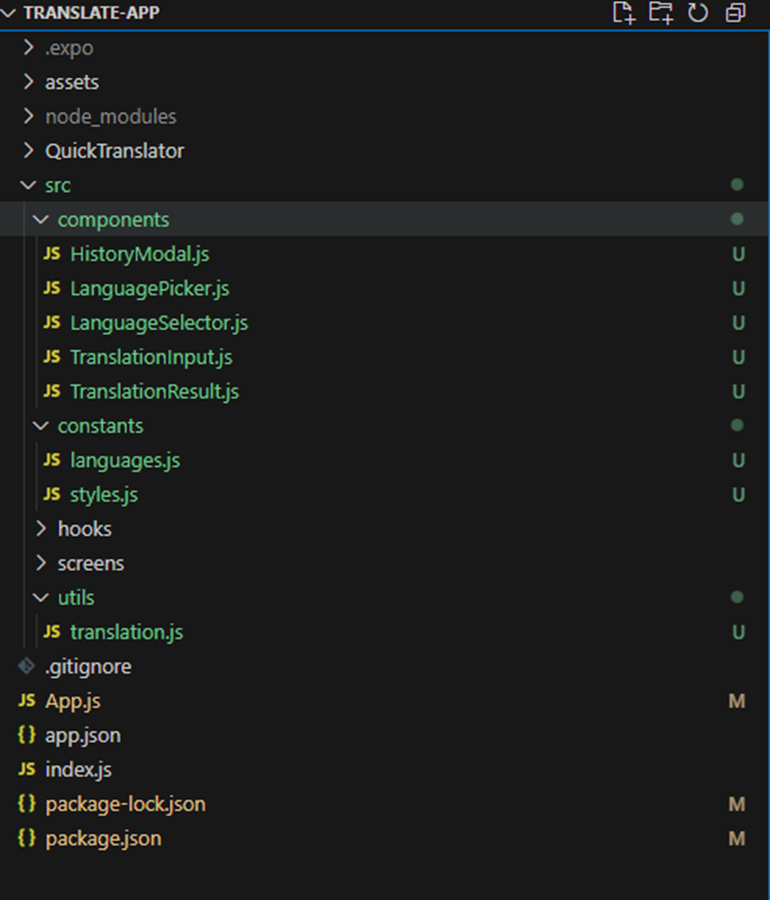 TRANSLATE-APP
.expo
assets
node_modules
QuickTranslator
src
components
JS HistoryModal.js U
JS LanguagePicker.js U
JS LanguageSelector.js U
JS TranslationInput.js U
JS TranslationResult.js U
constants
JS languages.js U
JS styles.js U
hooks
screens
utils
JS translation.js U
.gitignore
JS App.js M
{} app.json
JS index.js
{} package-lock.json M
{} package.json M